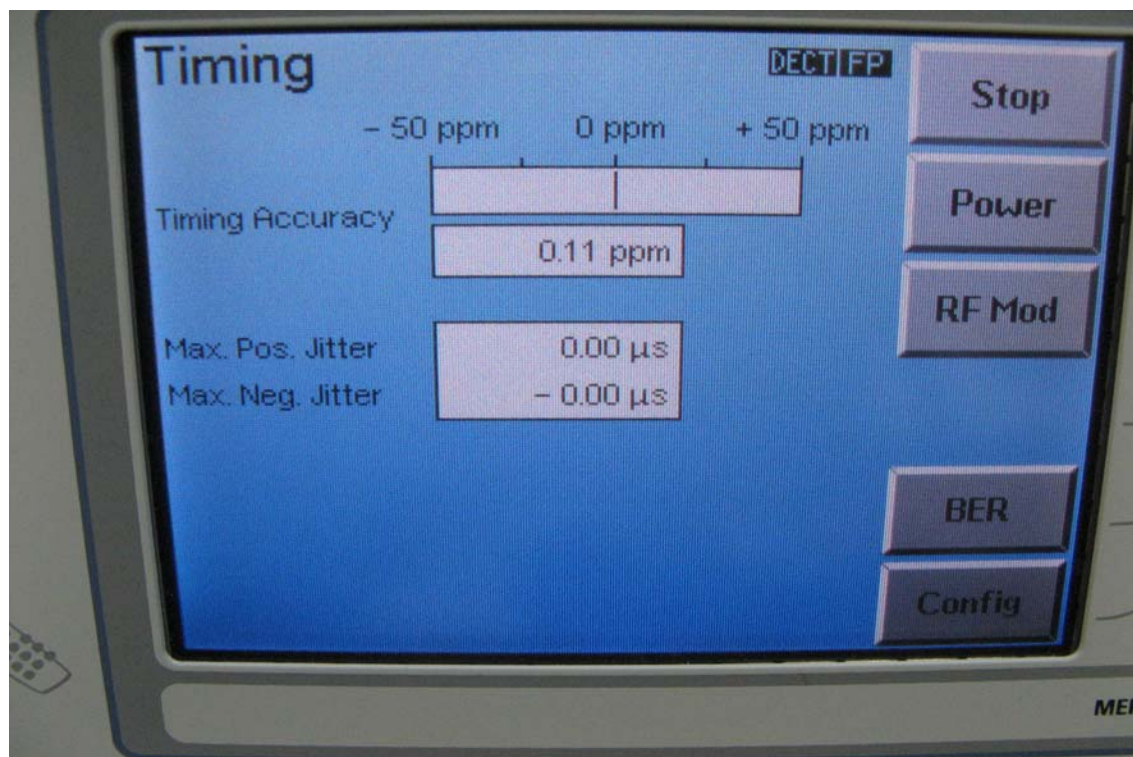 Timing
DECT FP
Stop
- 50 ppm 0 ppm + 50 ppm
Power
Timing Accuracy
0.11 ppm
RF Mod
Max. Pos. Jitter 0.00 µs
Max. Neg. Jitter - 0.00 µs
BER
Config